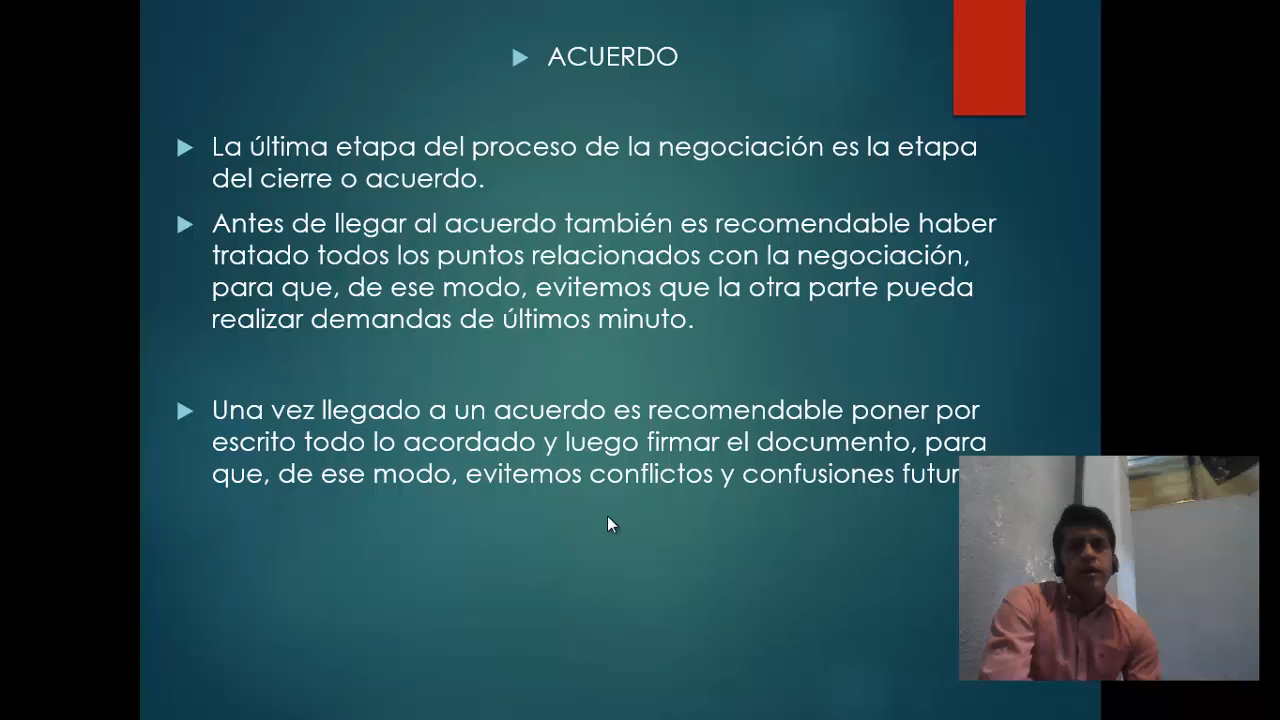 ACUERDO
La última etapa del proceso de la negociación es la etapa
del cierre o acuerdo.
Antes de llegar al acuerdo también es recomendable haber
tratado todos los puntos relacionados con la negociación,
para que, de ese modo, evitemos que la otra parte pueda
realizar demandas de últimos minuto.
Una vez llegado a un acuerdo es recomendable poner por
escrito todo lo acordado y luego firmar el documento, para
que, de ese modo, evitemos conflictos y confusiones